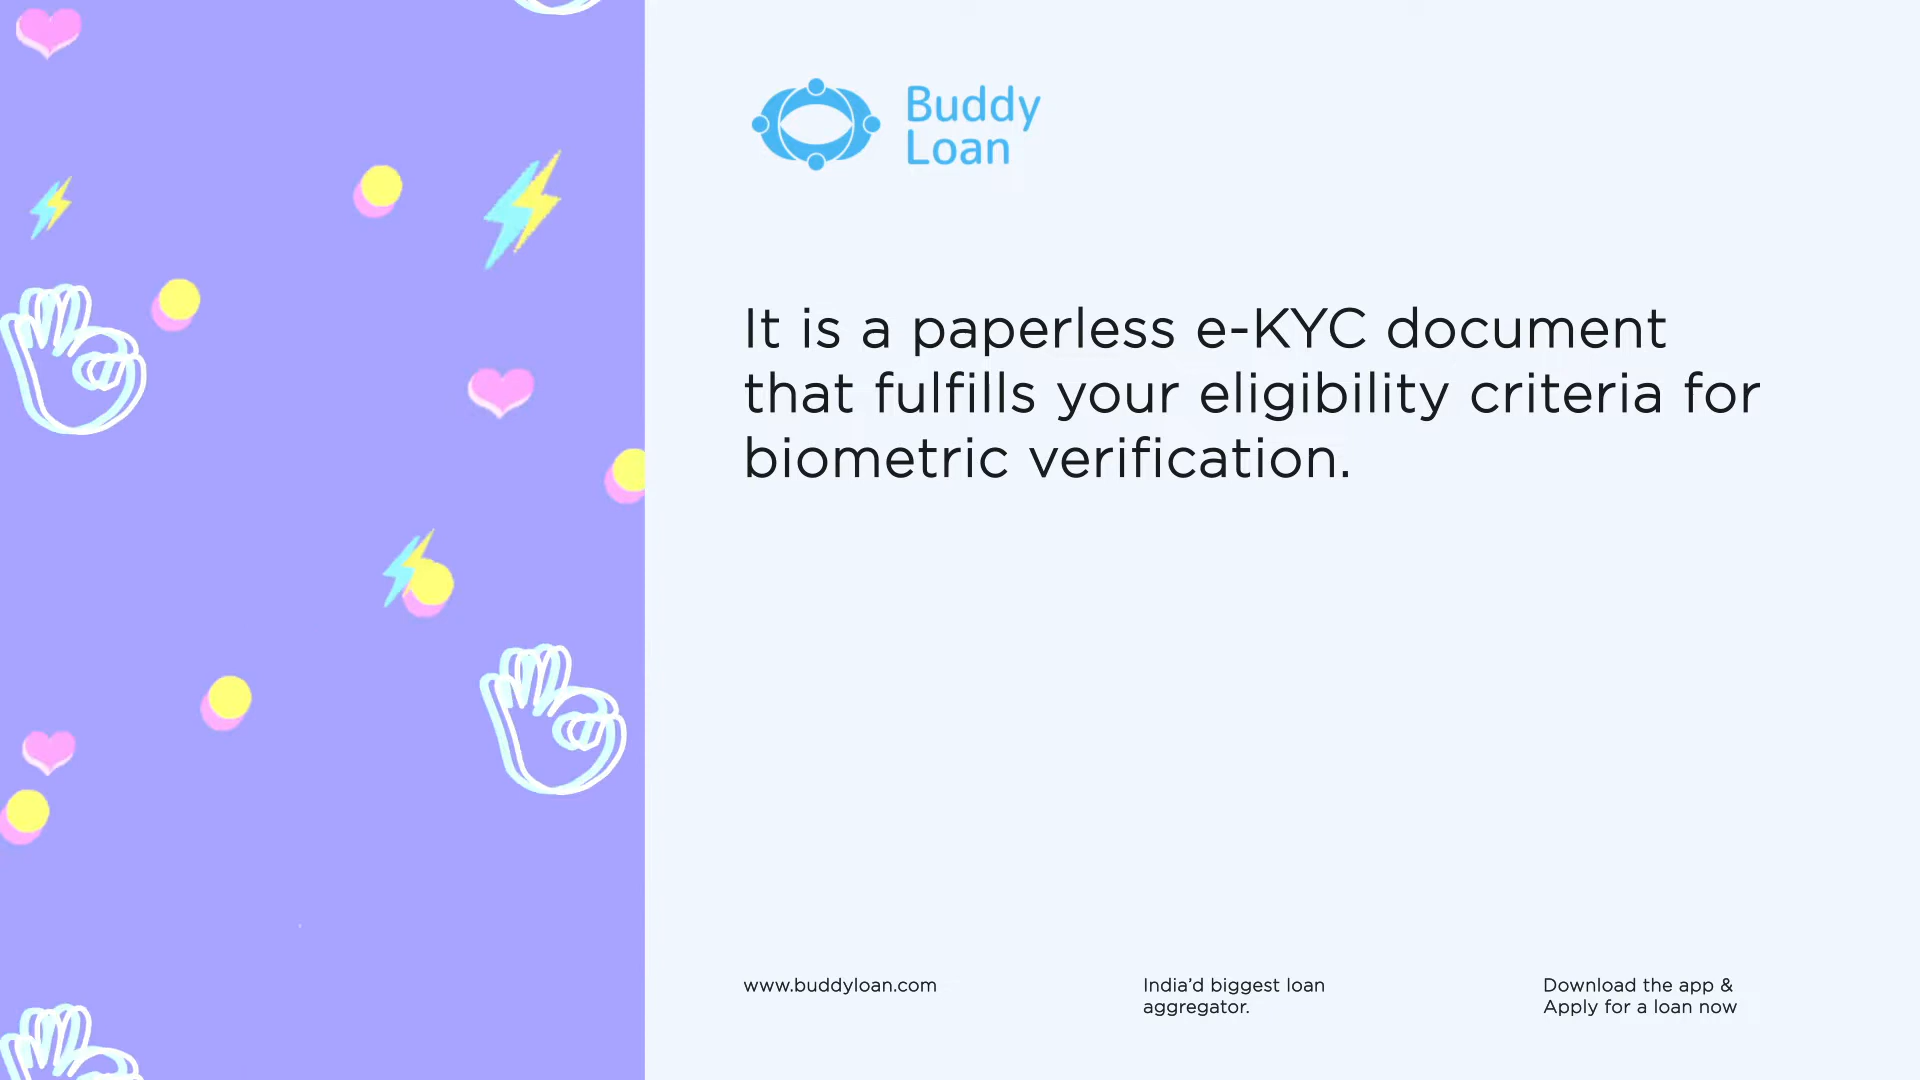 Buddy
Loan
It is a paperless e-KYC document
that fulfills your eligibility criteria for
biometric verification.
www.buddyloan.com
India’d biggest loan
aggregator.
Download the app &
Apply for a loan now